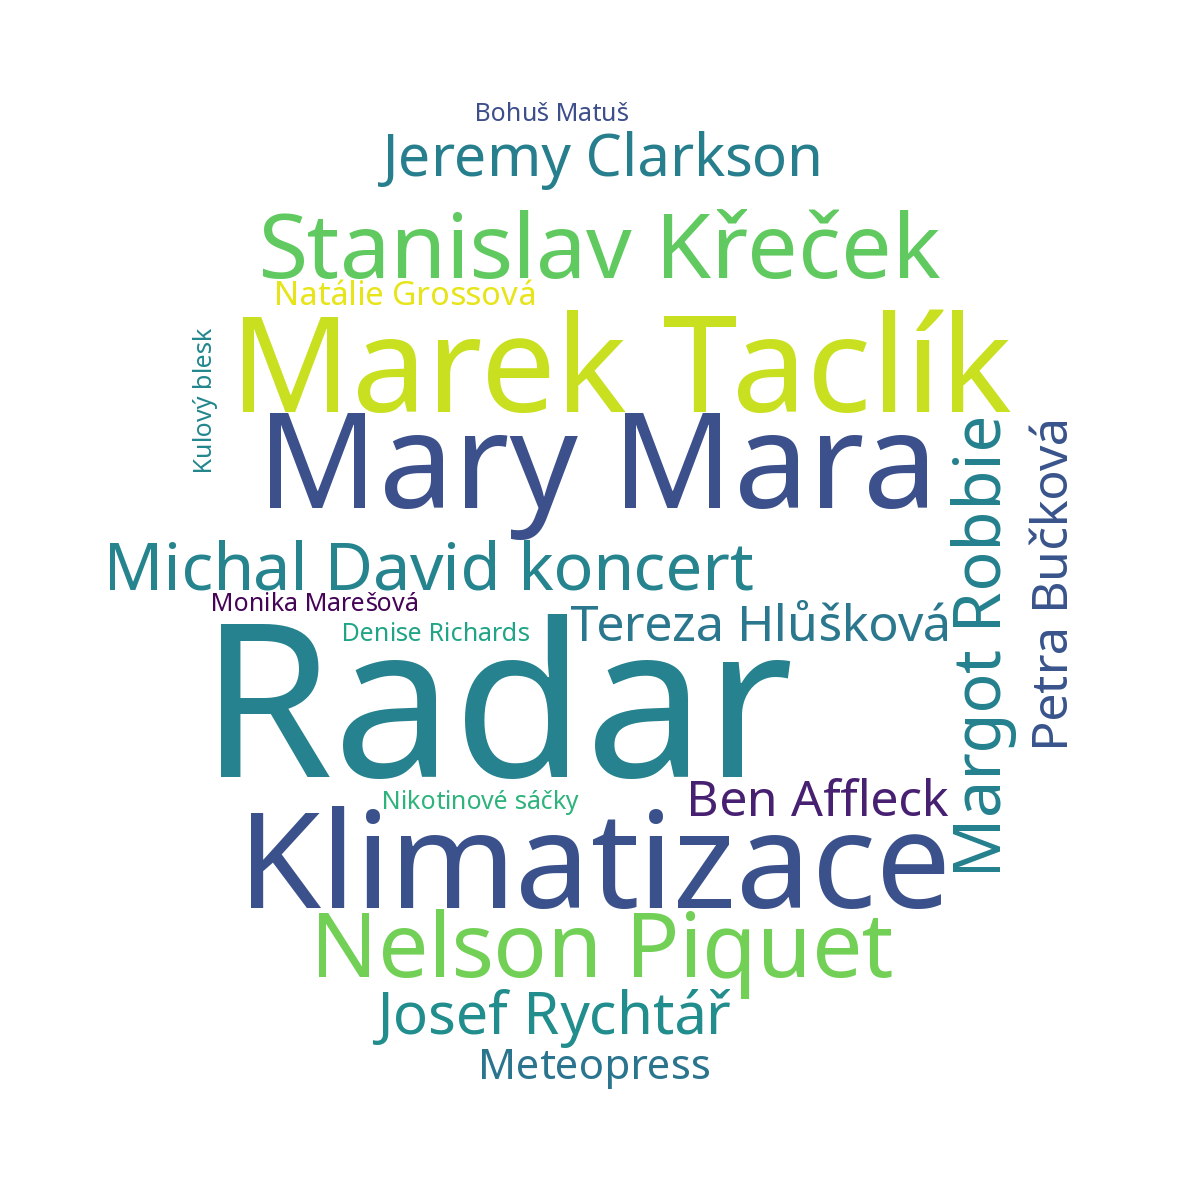 Bohuš Matuš
Jeremy Clarkson
Stanislav Křeček
Natálie Grossová
Marek Taclík
Kulový blesk
Mary Mara
Margot Robbie
Petra Bučková
Michal David koncert
Monika Marešová
Tereza Hlůšková
Denise Richards
Radar
Ben Affleck
Nikotinové sáčky
Klimatizace
Nelson Piquet
Josef Rychtář
Meteopress